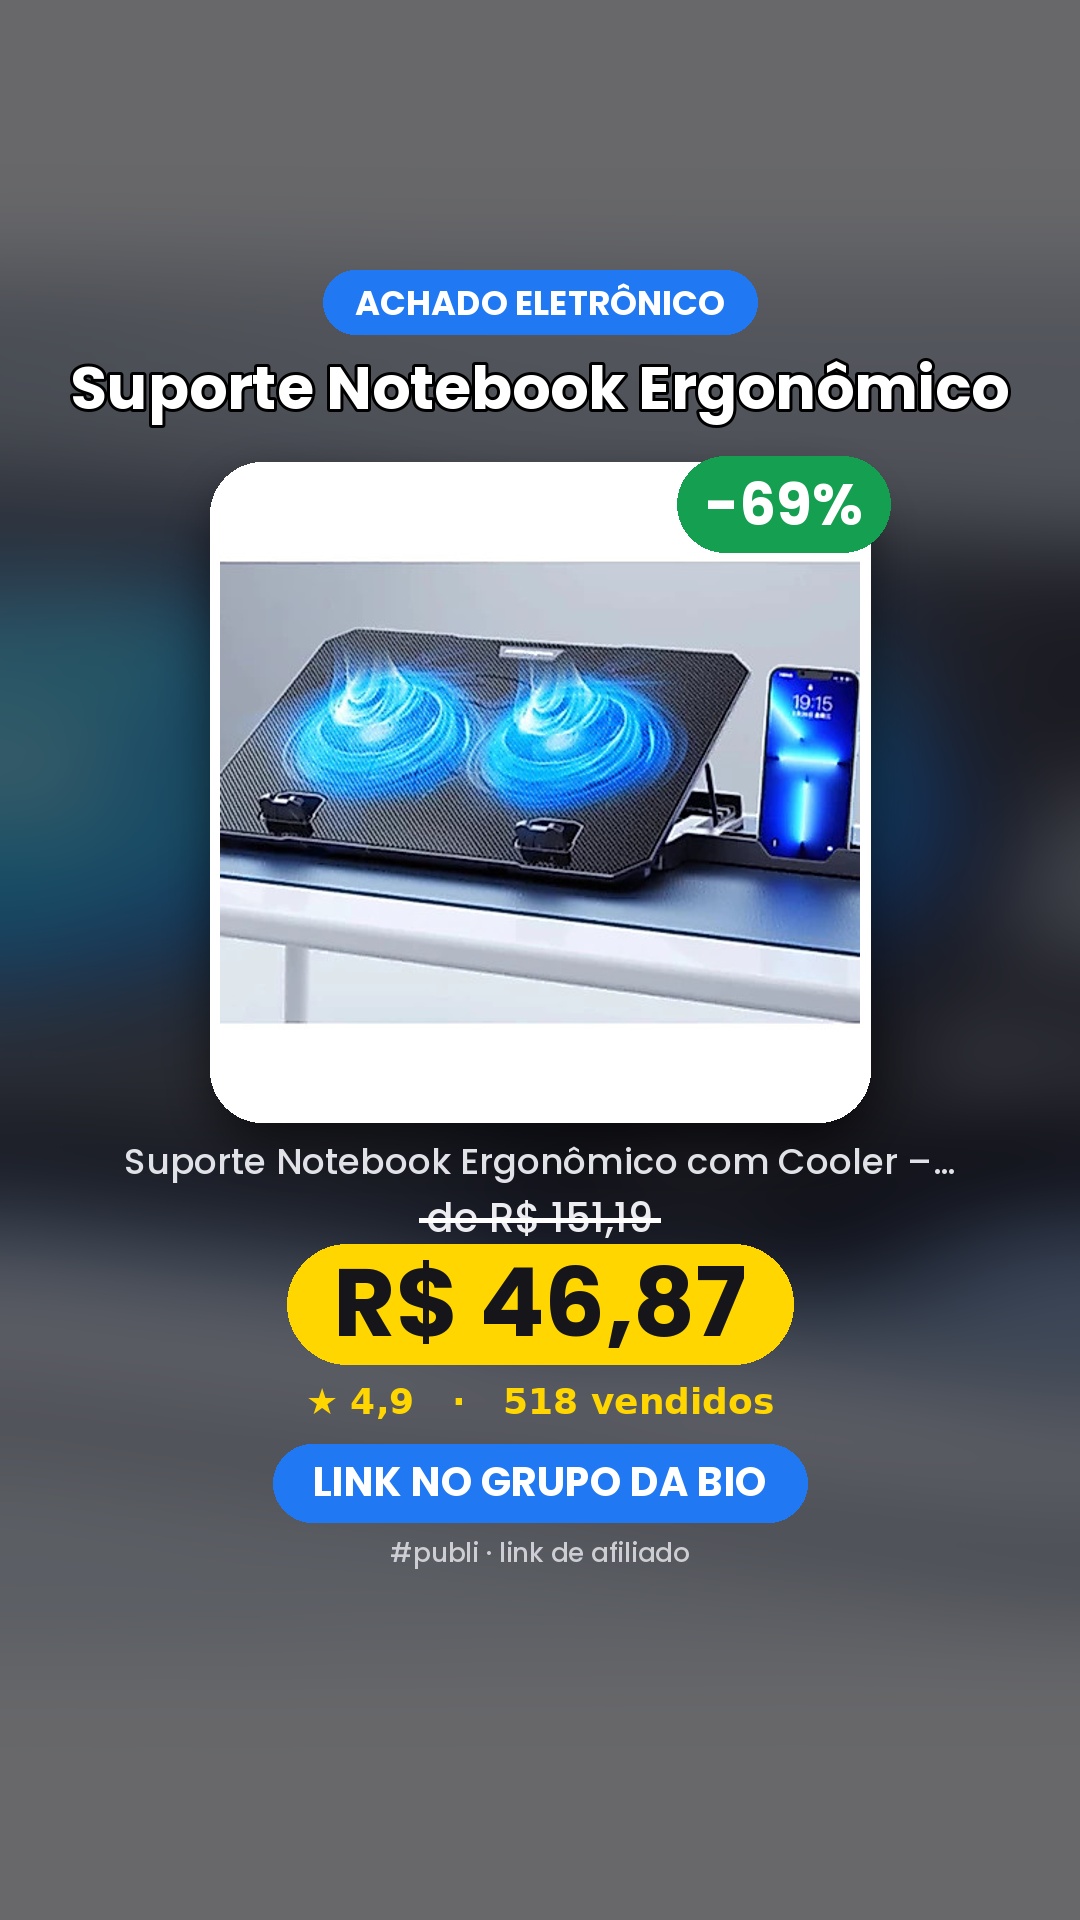 ACHADO ELETRÔNICO
Suporte Notebook Ergonômico
-69%
19:15
Suporte Notebook Ergonômico com Cooler –...
de R$ 151,19
R$ 46,87
★ 4,9 · 518 vendidos
LINK NO GRUPO DA BIO
#publi · link de afiliado